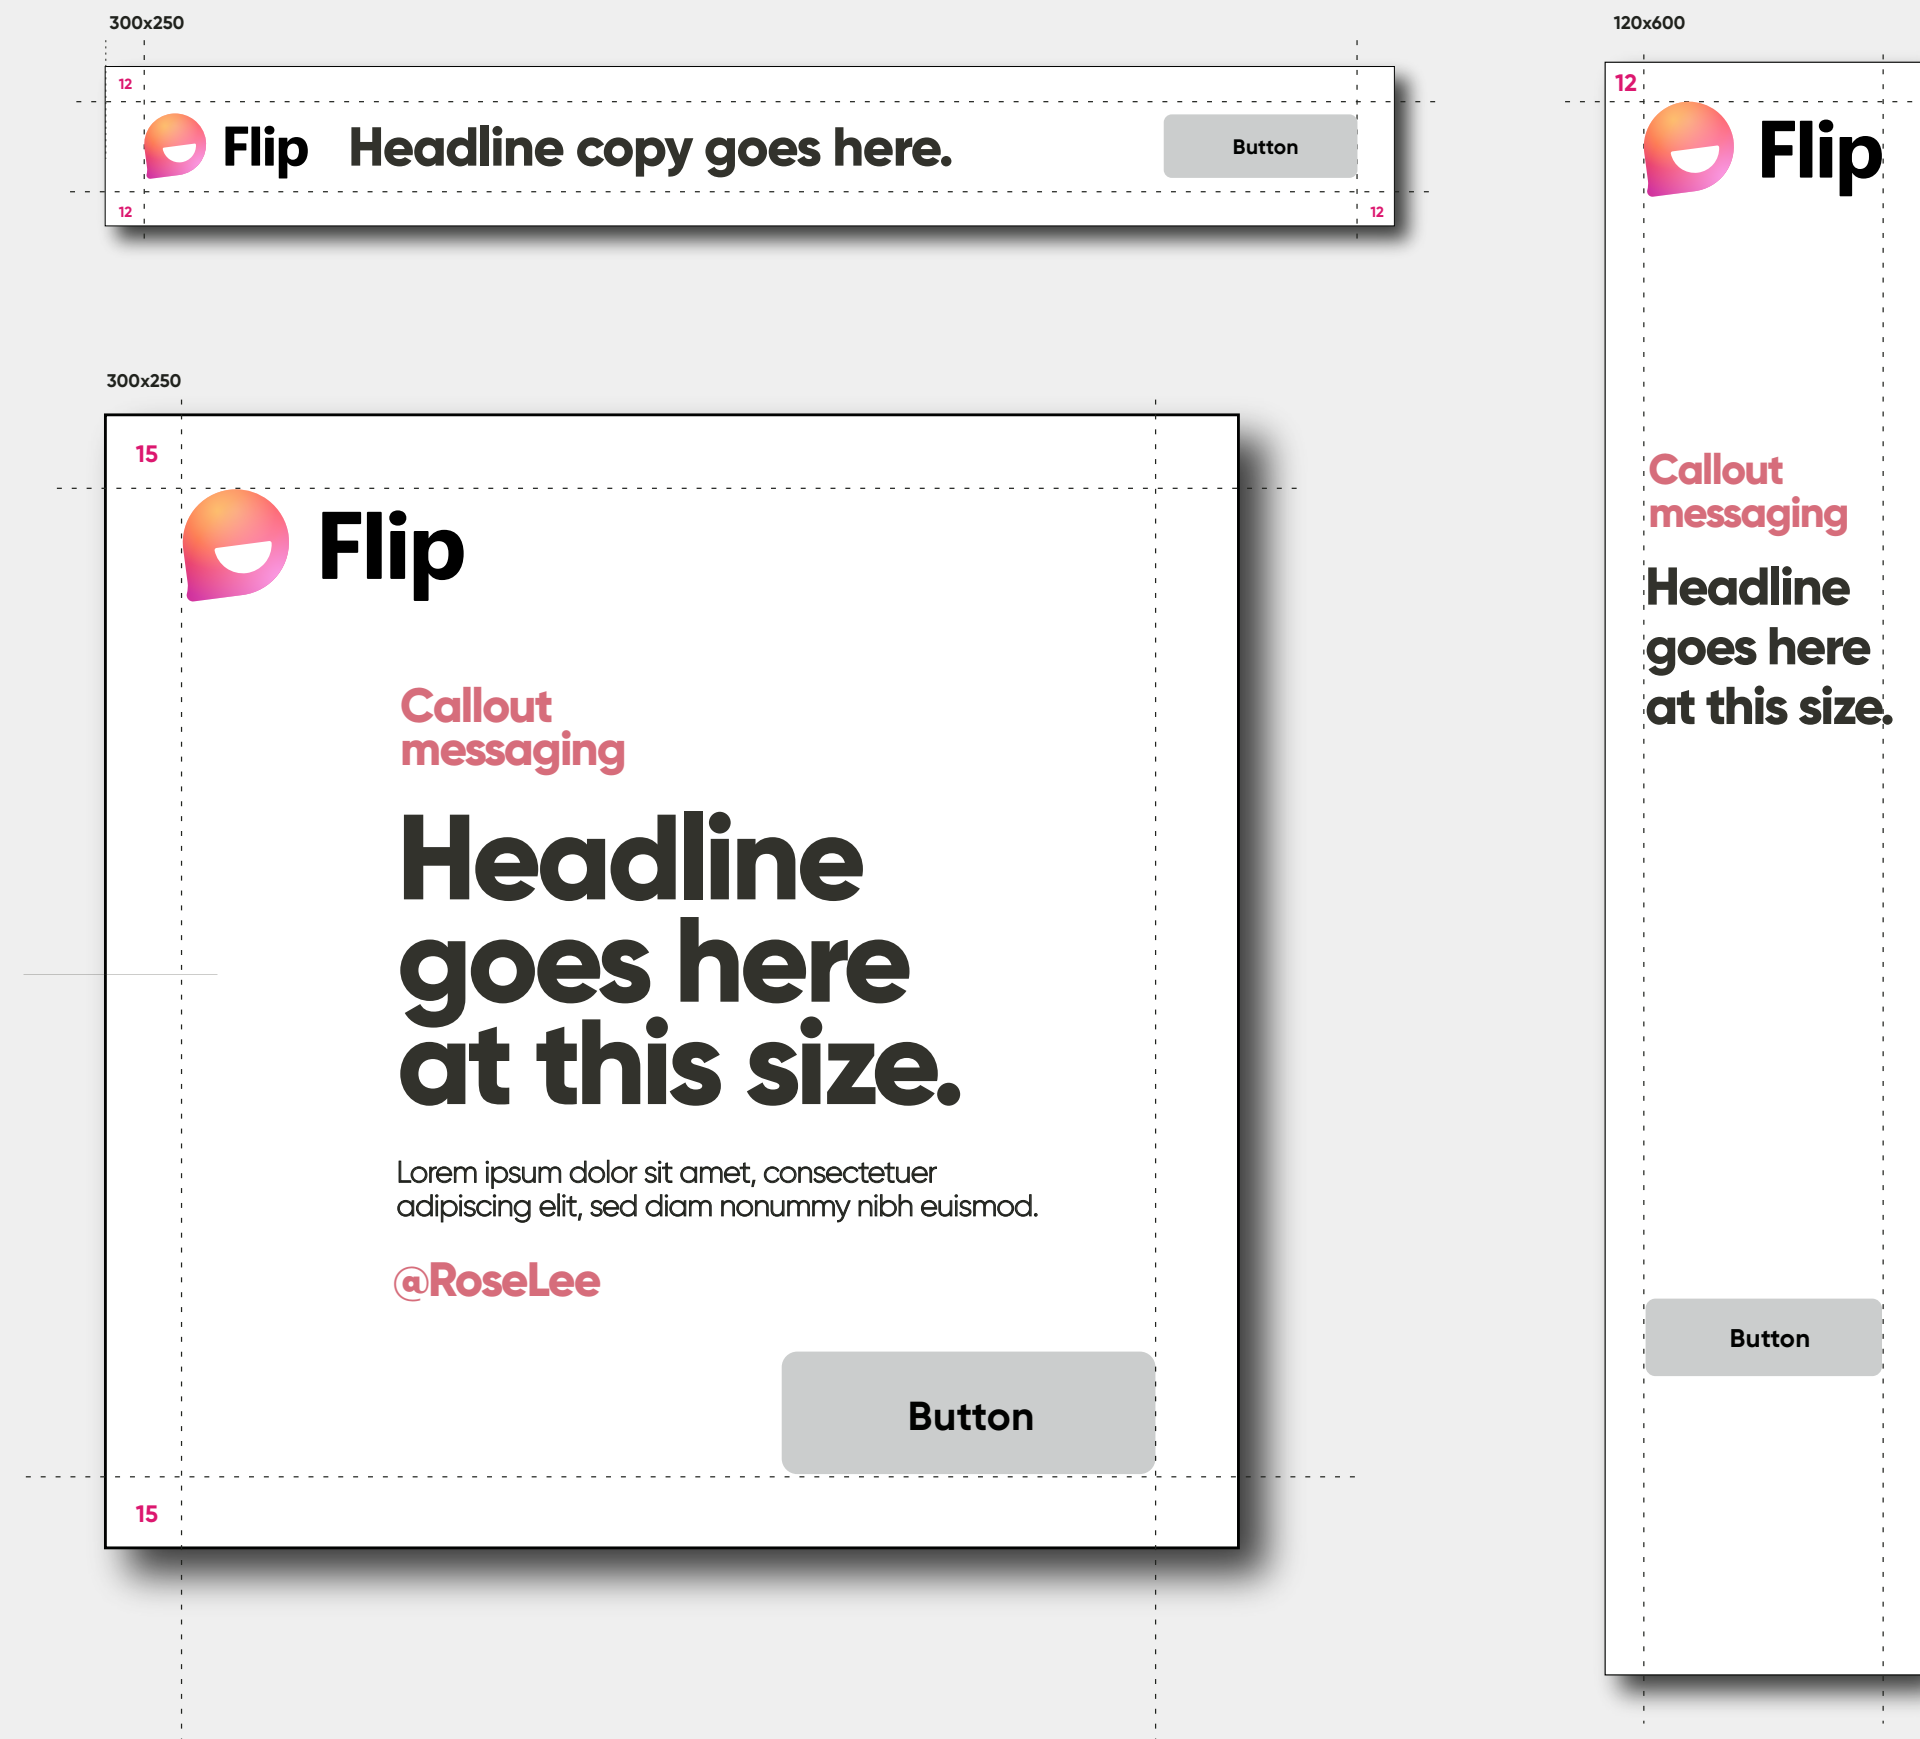 300x250
12
Flip
Headline copy goes here.
Button
12
12
300x250
15
Flip
Callout
messaging
Headline
goes here
at this size.
Lorem ipsum dolor sit amet, consectetuer
adipiscing elit, sed diam nonummy nibh euismod.
@RoseLee
Button
15
120x600
12
Flip
Callout
messaging
Headline
goes here
at this size.
Button